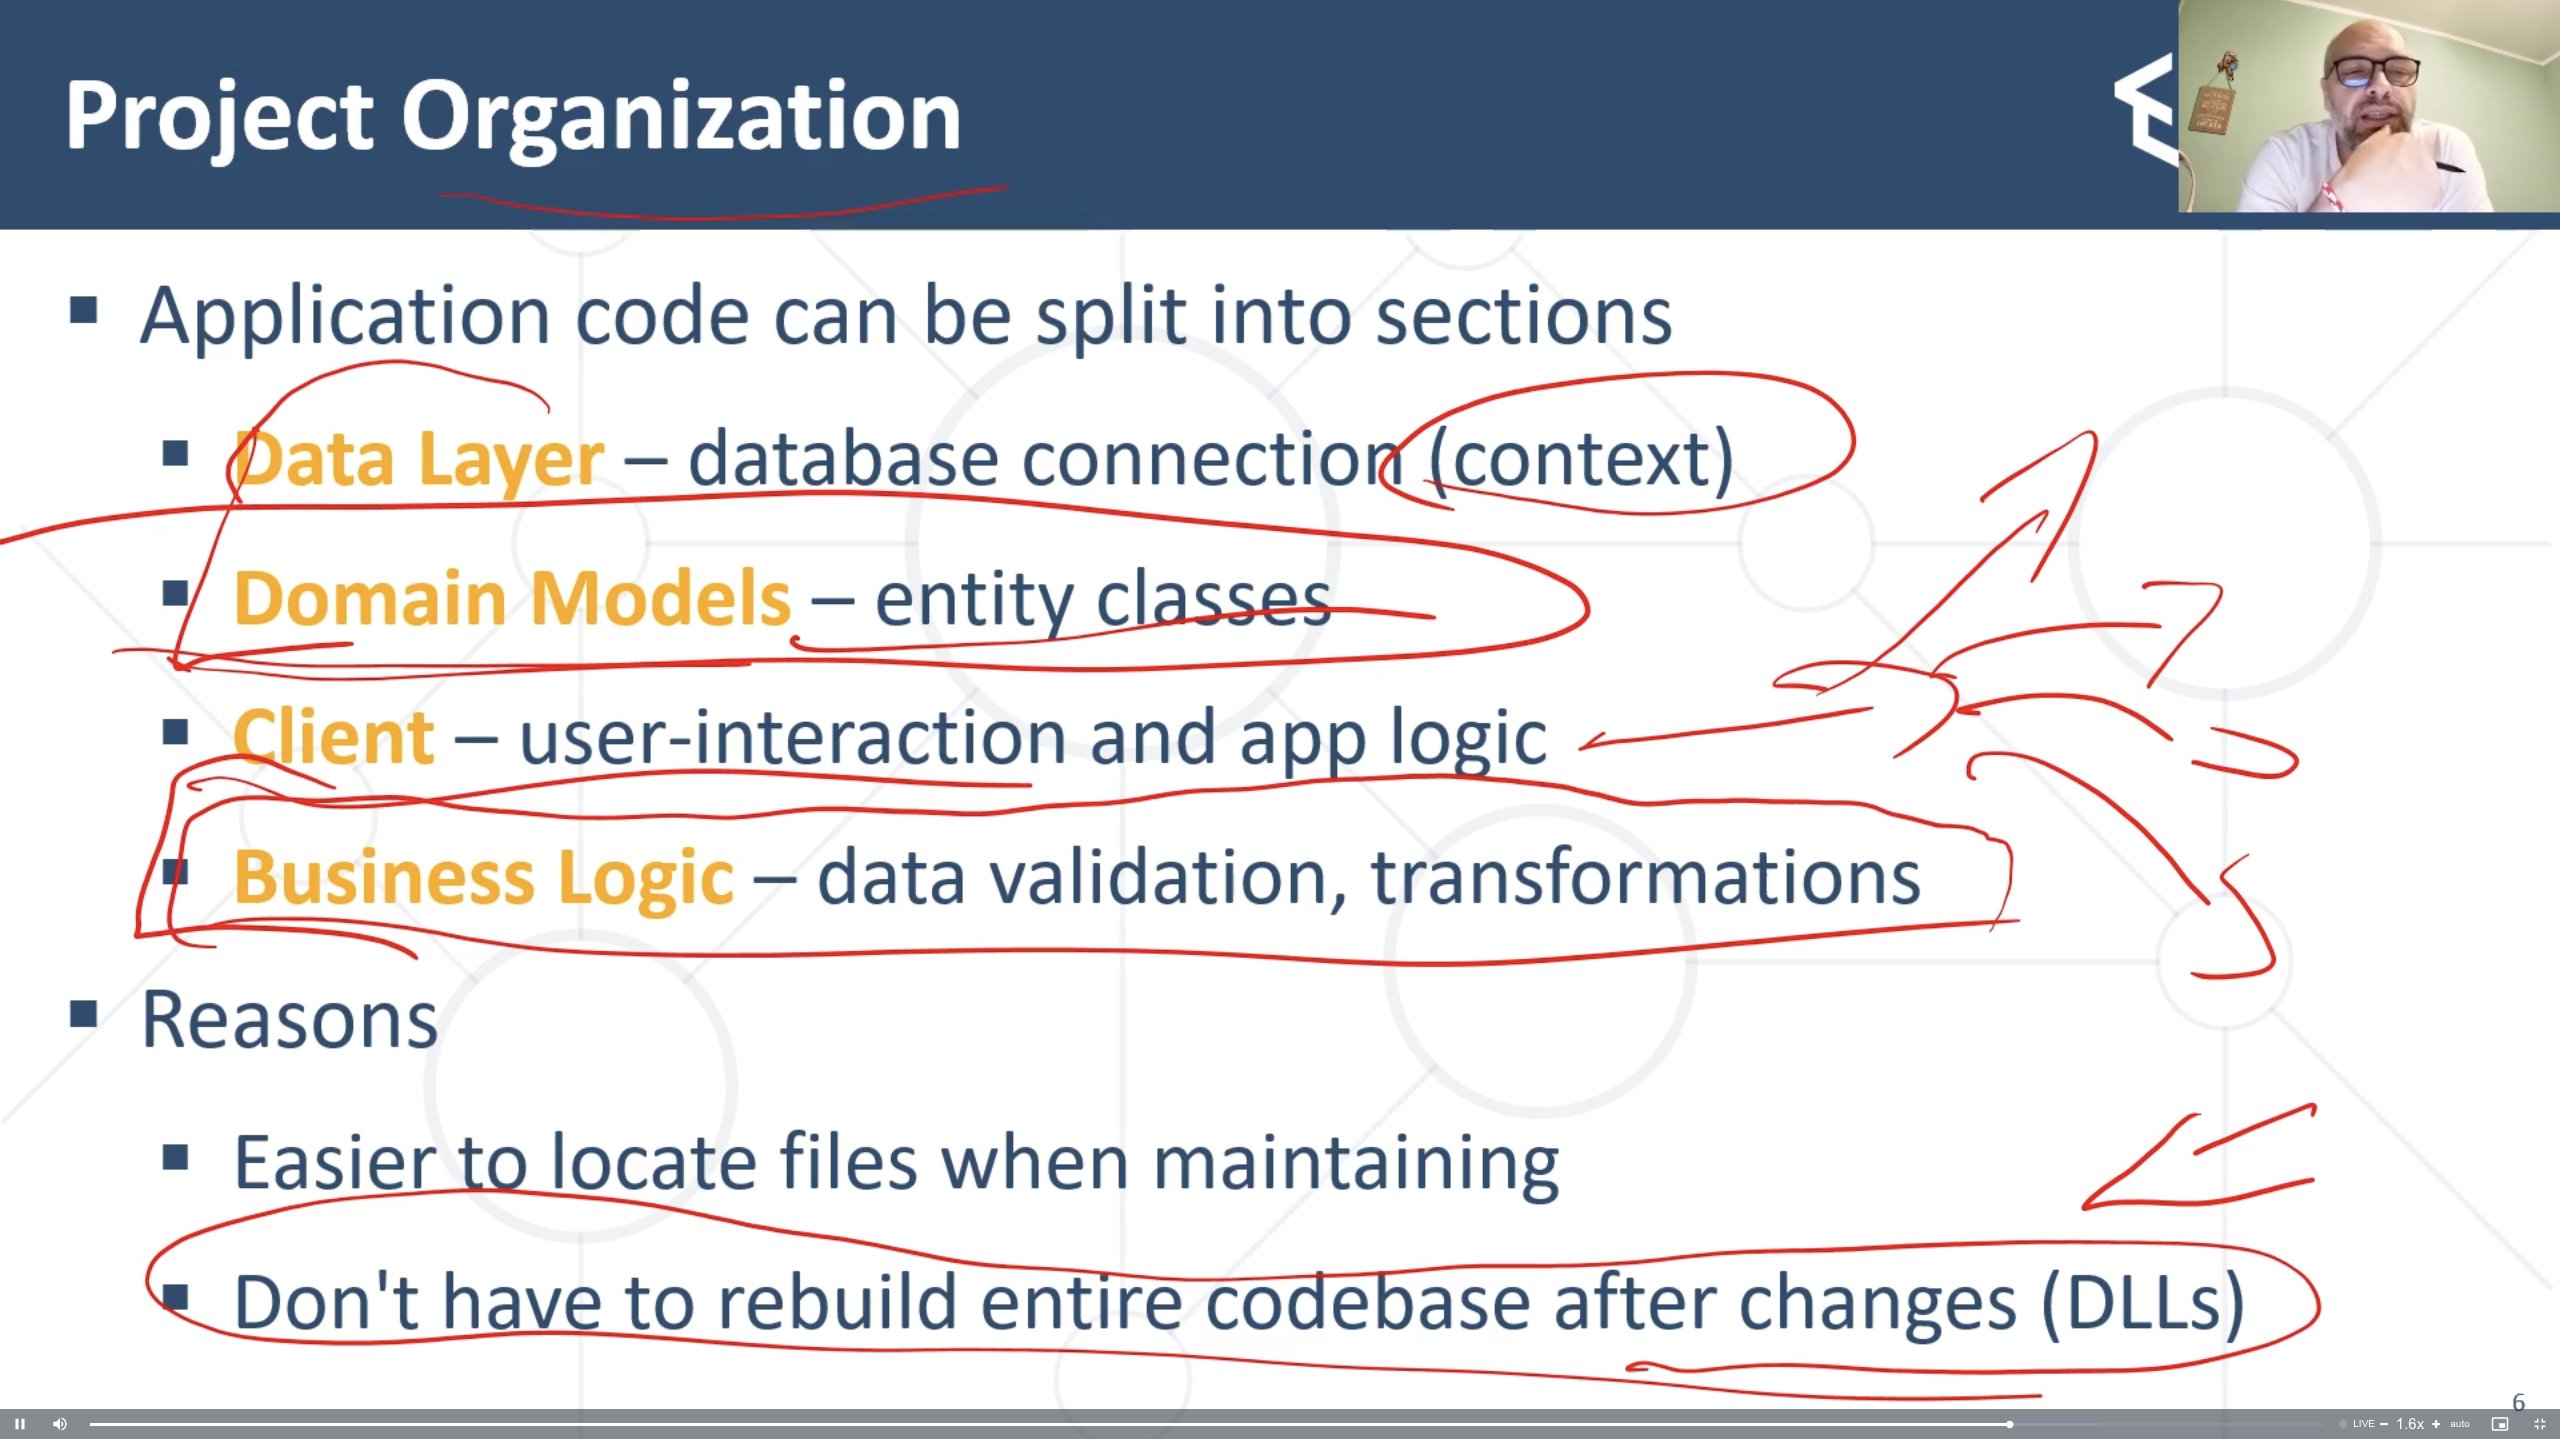 Project Organization
Application code can be split into sections
Data Layer – database connection (context)
Domain Models – entity classes
Client – user-interaction and app logic
Business Logic – data validation, transformations
Reasons
Easier to locate files when maintaining
Don't have to rebuild entire codebase after changes (DLLs)
6
LIVE – 1.6x + auto